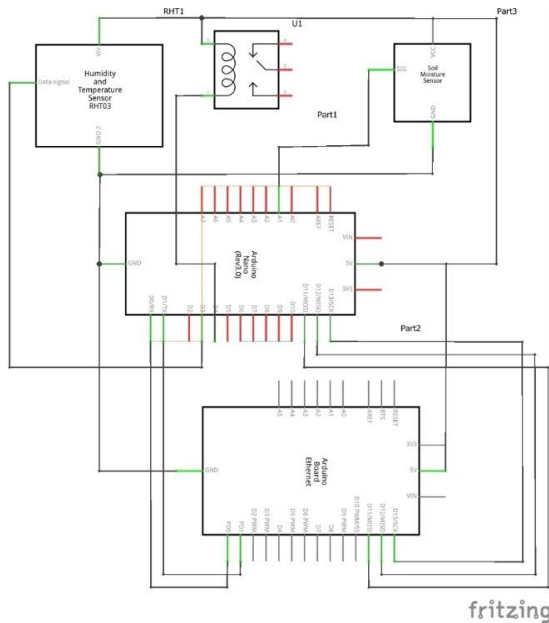 RHT1
Part3
U1
VCC
Data-signal
Humidity
and
Temperature
Sensor
RHT03
GND
VCC
SIG
Soil
Moisture
Sensor
GND
Part1
A7
A6
A5
A4
A3
A2
A1
A0
AREF
RESET
GND
Arduino
Nano
(Rev3.0)
VIN
5V
3V3
D0/RX
D1/TX
D2
D3
D4
D5
D6
D7
D8
D9
D10
D11/MOSI
D12/MISO
D13/SCK
Part2
A5
A4
A3
A2
A1
A0
AREF
RESET
GND
Arduino
Board
Ethernet
3V3
5V
VIN
PD0
PD1
D2 PWM
D3 PWM
D4
D5 PWM
D6 PWM
D7
D8
D9 PWM
D10 PWM/SS
D11/MOSI
D12/MISO
D13/SCK
fritzing